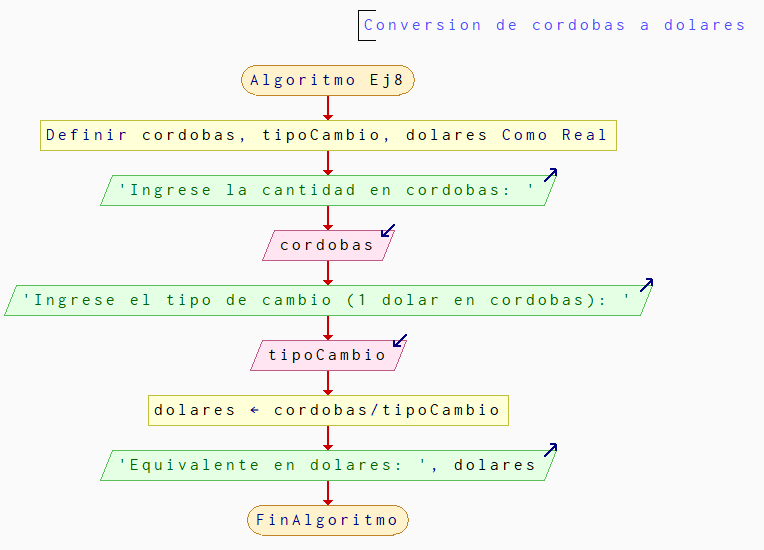 Conversion de cordobas a dolares
Algoritmo Ej8
Definir cordobas, tipoCambio, dolares Como Real
'Ingrese la cantidad en cordobas: '
cordobas
'Ingrese el tipo de cambio (1 dolar en cordobas): '
tipoCambio
dolares ← cordobas/tipoCambio
'Equivalente en dolares: ', dolares
FinAlgoritmo